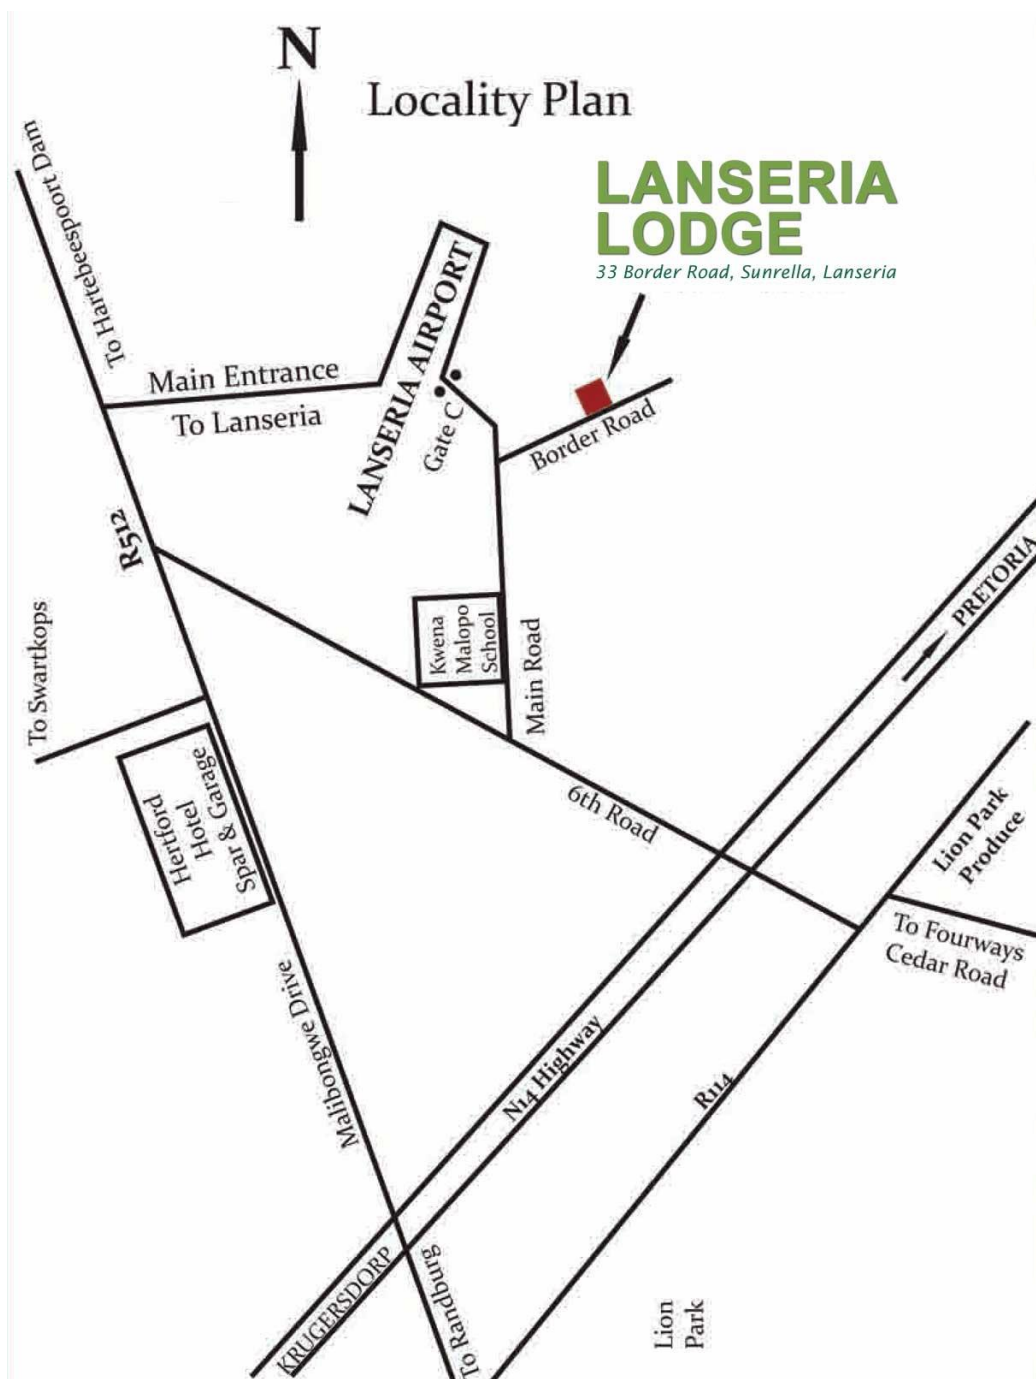 N
Locality Plan
LANSERIA
LODGE
33 Border Road, Sunrella, Lanseria
To Hartebeespoort Dam
LANSERIA AIRPORT
Main Entrance
To Lanseria
Gate C
Border Road
R512
PRETORIA
To Swartkops
Kwena
Malopo
School
Main Road
Hertford
Hotel
Spar & Garage
6th Road
Lion Park
Produce
To Fourways
Cedar Road
Malibongwe Drive
N14 Highway
R114
KRUGERSDORP
To Randburg
Lion
Park